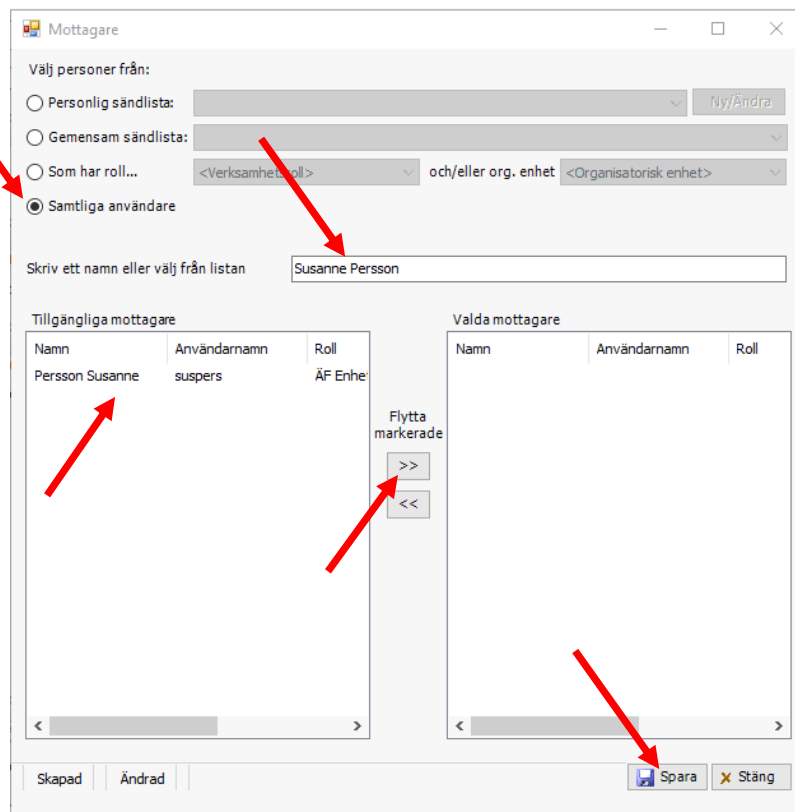 Mottagare
Välj personer från:
Personlig sändlista:
Ny/Ändra
Gemensam sändlista:
Som har roll... <Verksamhetsroll> och/eller org. enhet <Organisatorisk enhet>
Samtliga användare
Skriv ett namn eller välj från listan Susanne Persson
Tillgängliga mottagare Valda mottagare
Namn Användarnamn Roll Namn Användarnamn Roll
Persson Susanne suspers ÄF Enhe
Flytta
markerade
>>
<<
Skapad Ändrad Spara Stäng